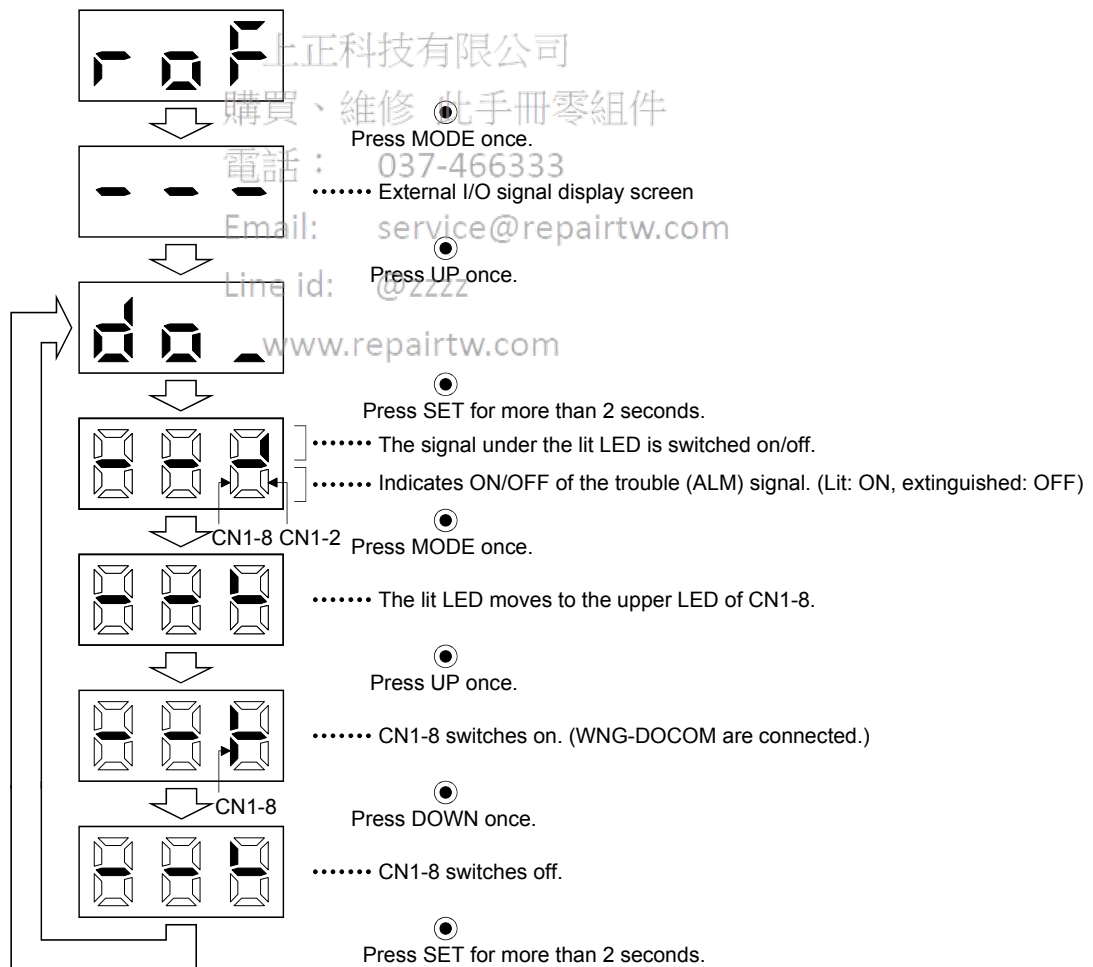 roF
上正科技有限公司
購買、維修 此手冊零組件
Press MODE once.
電話： 037-466333
- - - ······· External I/O signal display screen
Email: service@repairtw.com
Press UP once.
Line id: @zzzz
do_
www.repairtw.com
Press SET for more than 2 seconds.
······· The signal under the lit LED is switched on/off.
······· Indicates ON/OFF of the trouble (ALM) signal. (Lit: ON, extinguished: OFF)
CN1-8 CN1-2
Press MODE once.
······· The lit LED moves to the upper LED of CN1-8.
Press UP once.
······· CN1-8 switches on. (WNG-DOCOM are connected.)
CN1-8
Press DOWN once.
······· CN1-8 switches off.
Press SET for more than 2 seconds.